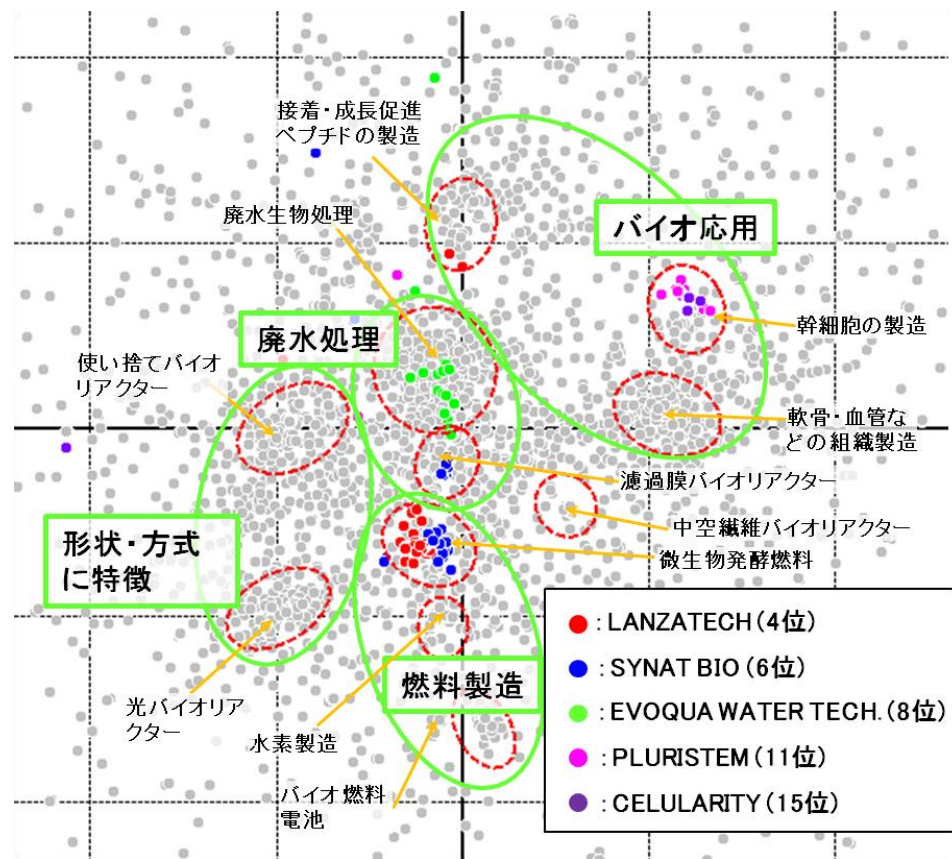 接着・成長促進
ペプチドの製造
廃水生物処理
バイオ応用
廃水処理
幹細胞の製造
使い捨てバイオ
リアクター
軟骨・血管な
どの組織製造
濾過膜バイオリアクター
中空繊維バイオリアクター
形状・方式
に特徴
微生物発酵燃料
: LANZATECH(4位)
: SYNAT BIO (6位)
燃料製造
: EVOQUA WATER TECH. (8位)
光バイオリア
クター
水素製造
: PLURISTEM (11位)
バイオ燃料
電池
: CELULARITY (15位)